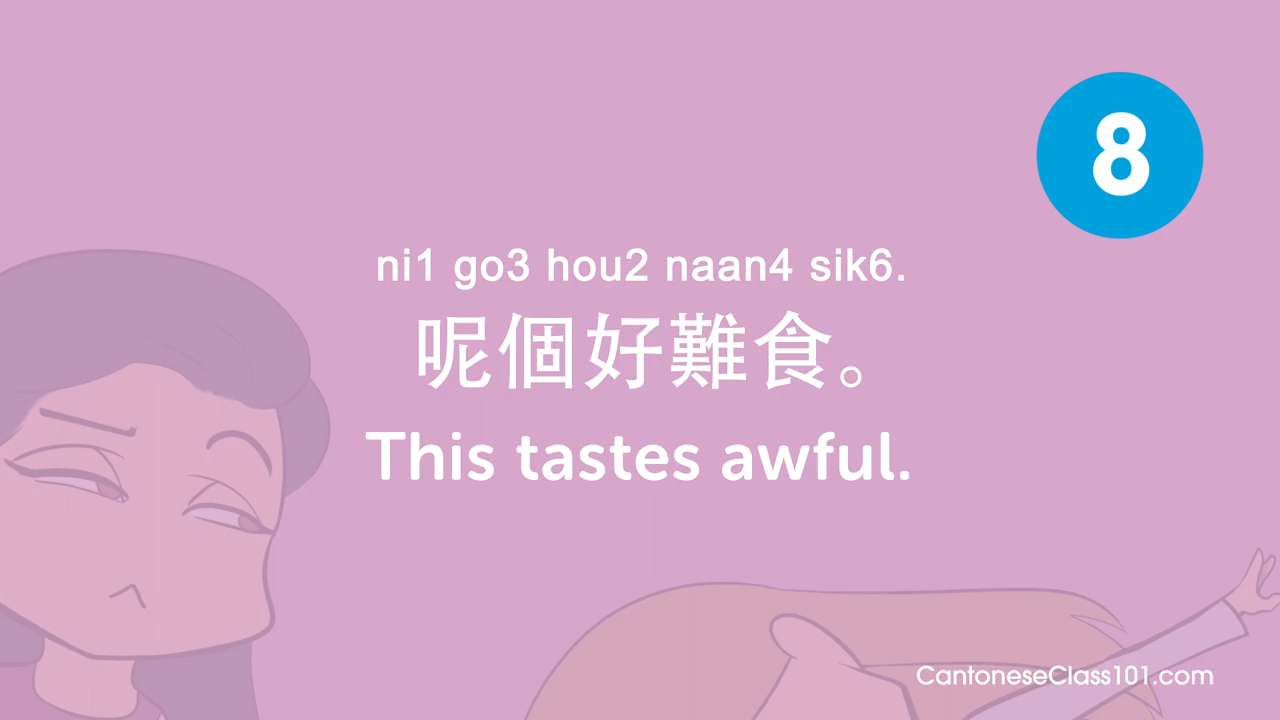 8
ni1 go3 hou2 naan4 sik6.
呢個好難食。
This tastes awful.
CantoneseClass101.com